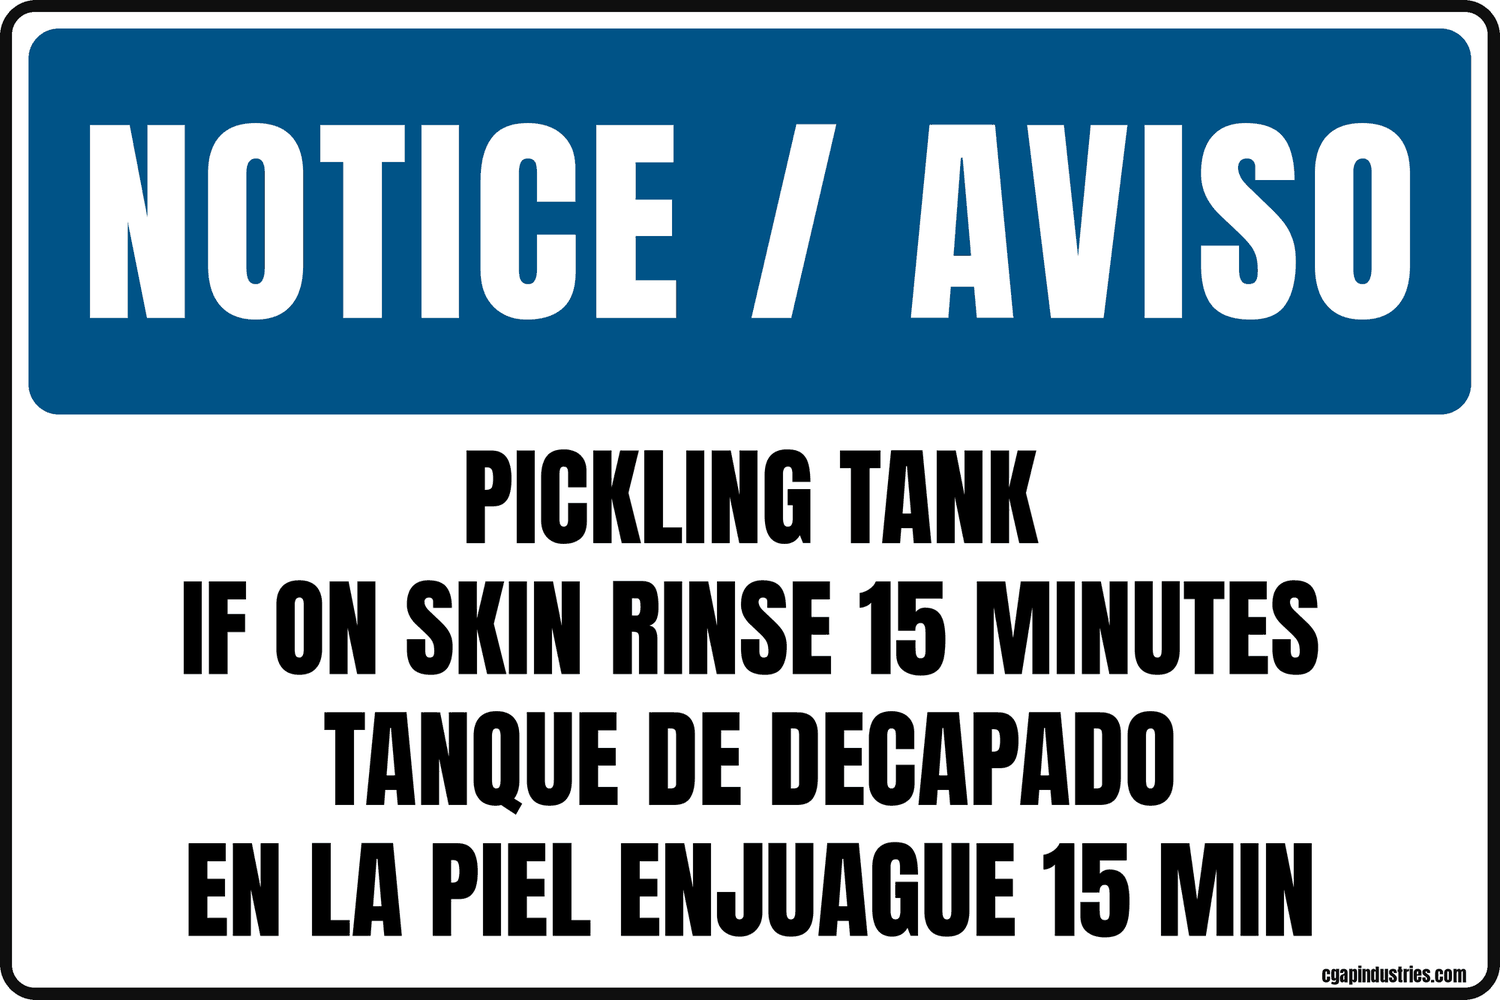 NOTICE / AVISO
PICKLING TANK
IF ON SKIN RINSE 15 MINUTES
TANQUE DE DECAPADO
EN LA PIEL ENJUAGUE 15 MIN
cgapindustries.com